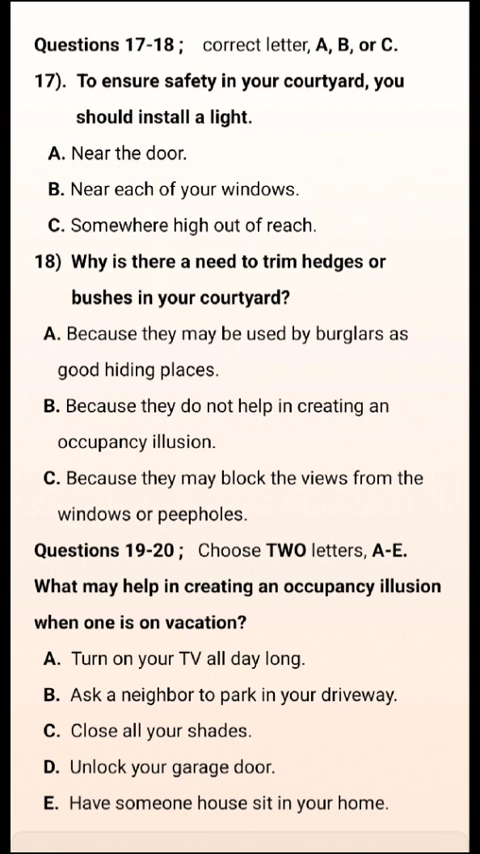 Questions 17-18 ; correct letter, A, B, or C.
17). To ensure safety in your courtyard, you
should install a light.
A. Near the door.
B. Near each of your windows.
C. Somewhere high out of reach.
18) Why is there a need to trim hedges or
bushes in your courtyard?
A. Because they may be used by burglars as
good hiding places.
B. Because they do not help in creating an
occupancy illusion.
C. Because they may block the views from the
windows or peepholes.
Questions 19-20 ; Choose TWO letters, A-E.
What may help in creating an occupancy illusion
when one is on vacation?
A. Turn on your TV all day long.
B. Ask a neighbor to park in your driveway.
C. Close all your shades.
D. Unlock your garage door.
E. Have someone house sit in your home.